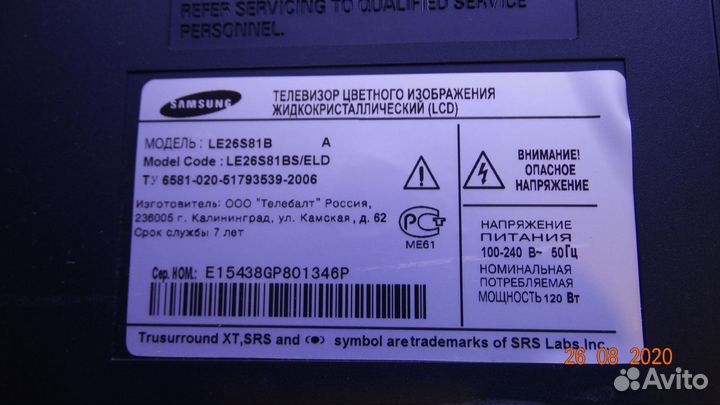 REFER SERVICING TO QUALIFIED SERVICE
PERSONNEL.
SAMSUNG
ТЕЛЕВИЗОР ЦВЕТНОГО ИЗОБРАЖЕНИЯ
ЖИДКОКРИСТАЛЛИЧЕСКИЙ (LCD)
МОДЕЛЬ: LE26S81B A
Model Code : LE26S81BS/ELD
ТУ 6581-020-51793539-2006
Изготовитель: ООО "Телебалт" Россия,
236005 г. Калининград, ул. Камская, д. 62
Срок службы 7 лет
РСТ
МЕ61
ВНИМАНИЕ!
ОПАСНОЕ
НАПРЯЖЕНИЕ
НАПРЯЖЕНИЕ
ПИТАНИЯ
100-240 В~ 50Гц
НОМИНАЛЬНАЯ
ПОТРЕБЛЯЕМАЯ
МОЩНОСТЬ 120 Вт
Сер. НОМ.: E15438GP801346P
Trusurround XT,SRS and (●) symbol are trademarks of SRS Labs,Inc.
26 08 2020
Avito